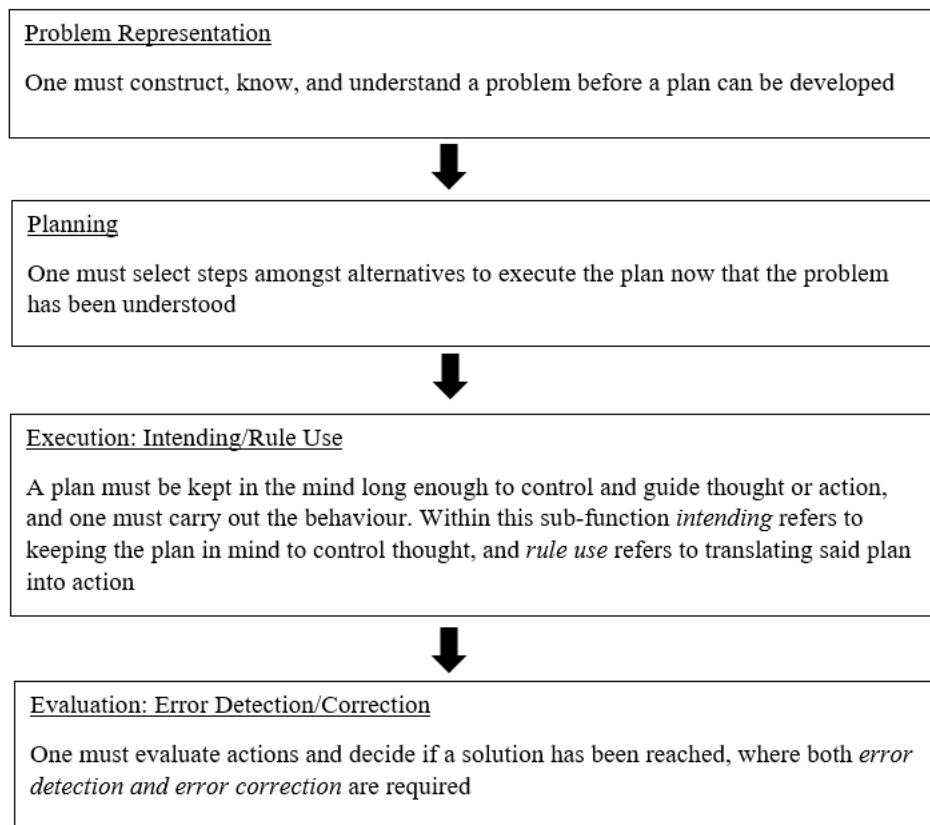 Problem Representation
One must construct, know, and understand a problem before a plan can be developed
Planning
One must select steps amongst alternatives to execute the plan now that the problem
has been understood
Execution: Intending/Rule Use
A plan must be kept in the mind long enough to control and guide thought or action,
and one must carry out the behaviour. Within this sub-function intending refers to
keeping the plan in mind to control thought, and rule use refers to translating said plan
into action
Evaluation: Error Detection/Correction
One must evaluate actions and decide if a solution has been reached, where both error
detection and error correction are required